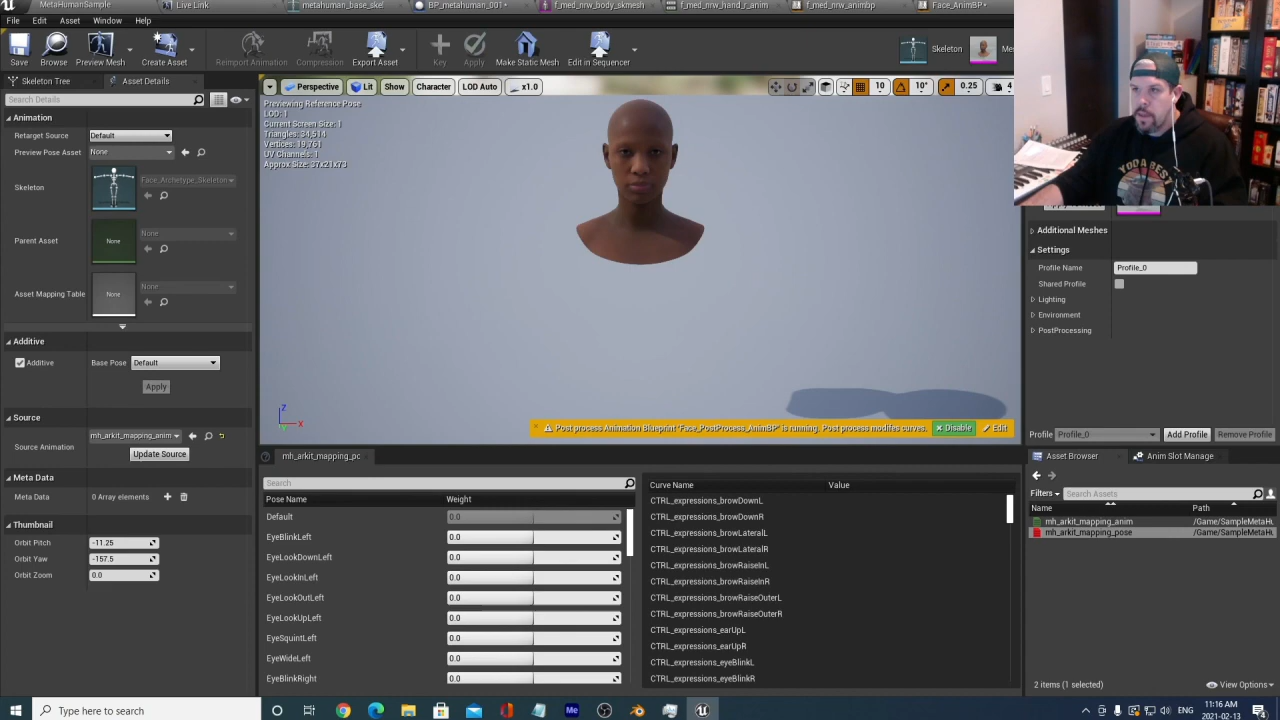 MetaHumanSample
Live Link
metahuman_base_skel
BP_metahuman_001*
f_med_nrw_body_skmesh
f_med_nrw_hand_r_anim
f_med_nrw_animbp
Face_AnimBP*
File Edit Asset Window Help
Save
Browse
Preview Mesh
Create Asset
Reimport Animation
Compression
Export Asset
Key
Apply
Make Static Mesh
Edit in Sequencer
Skeleton
Skeleton Tree
Asset Details
Search Details
Perspective
Lit
Show
Character
LOD Auto
x1.0
10
10°
0.25
4
Previewing Reference Pose
LOD: 1
Current Screen Size: 1
Triangles: 34,514
Vertices: 19,761
UV Channels: 1
Approx Size: 37x21x73
Animation
Retarget Source Default
Preview Pose Asset None
Skeleton Face_Archetype_Skeleton
Parent Asset None None
Asset Mapping Table None None
Additive
Additive Base Pose Default
Apply
Source
Source Animation mh_arkit_mapping_anim
Update Source
Meta Data
Meta Data 0 Array elements
Thumbnail
Orbit Pitch -11.25
Orbit Yaw -157.5
Orbit Zoom 0.0
Z
X
YODA BEST
Post process Animation Blueprint 'Face_PostProcess_AnimBP' is running. Post process modifes curves.
Disable
Edit
Additional Meshes
Settings
Profile Name Profile_0
Shared Profile
Lighting
Environment
PostProcessing
Profile Profile_0 Add Profile Remove Profile
mh_arkit_mapping_pc
Search
Pose Name Weight
Default 0.0
EyeBlinkLeft 0.0
EyeLookDownLeft 0.0
EyeLookInLeft 0.0
EyeLookOutLeft 0.0
EyeLookUpLeft 0.0
EyeSquintLeft 0.0
EyeWideLeft 0.0
EyeBlinkRight 0.0
Curve Name Value
CTRL_expressions_browDownL
CTRL_expressions_browDownR
CTRL_expressions_browLateralL
CTRL_expressions_browLateralR
CTRL_expressions_browRaiseInL
CTRL_expressions_browRaiseInR
CTRL_expressions_browRaiseOuterL
CTRL_expressions_browRaiseOuterR
CTRL_expressions_earUpL
CTRL_expressions_earUpR
CTRL_expressions_eyeBlinkL
CTRL_expressions_eyeBlinkR
Asset Browser
Anim Slot Manage
Filters Search Assets
Name Path
mh_arkit_mapping_anim /Game/SampleMetaHu
mh_arkit_mapping_pose /Game/SampleMetaHu
2 items (1 selected)
View Options
Type here to search
ENG
11:16 AM
2021-02-13